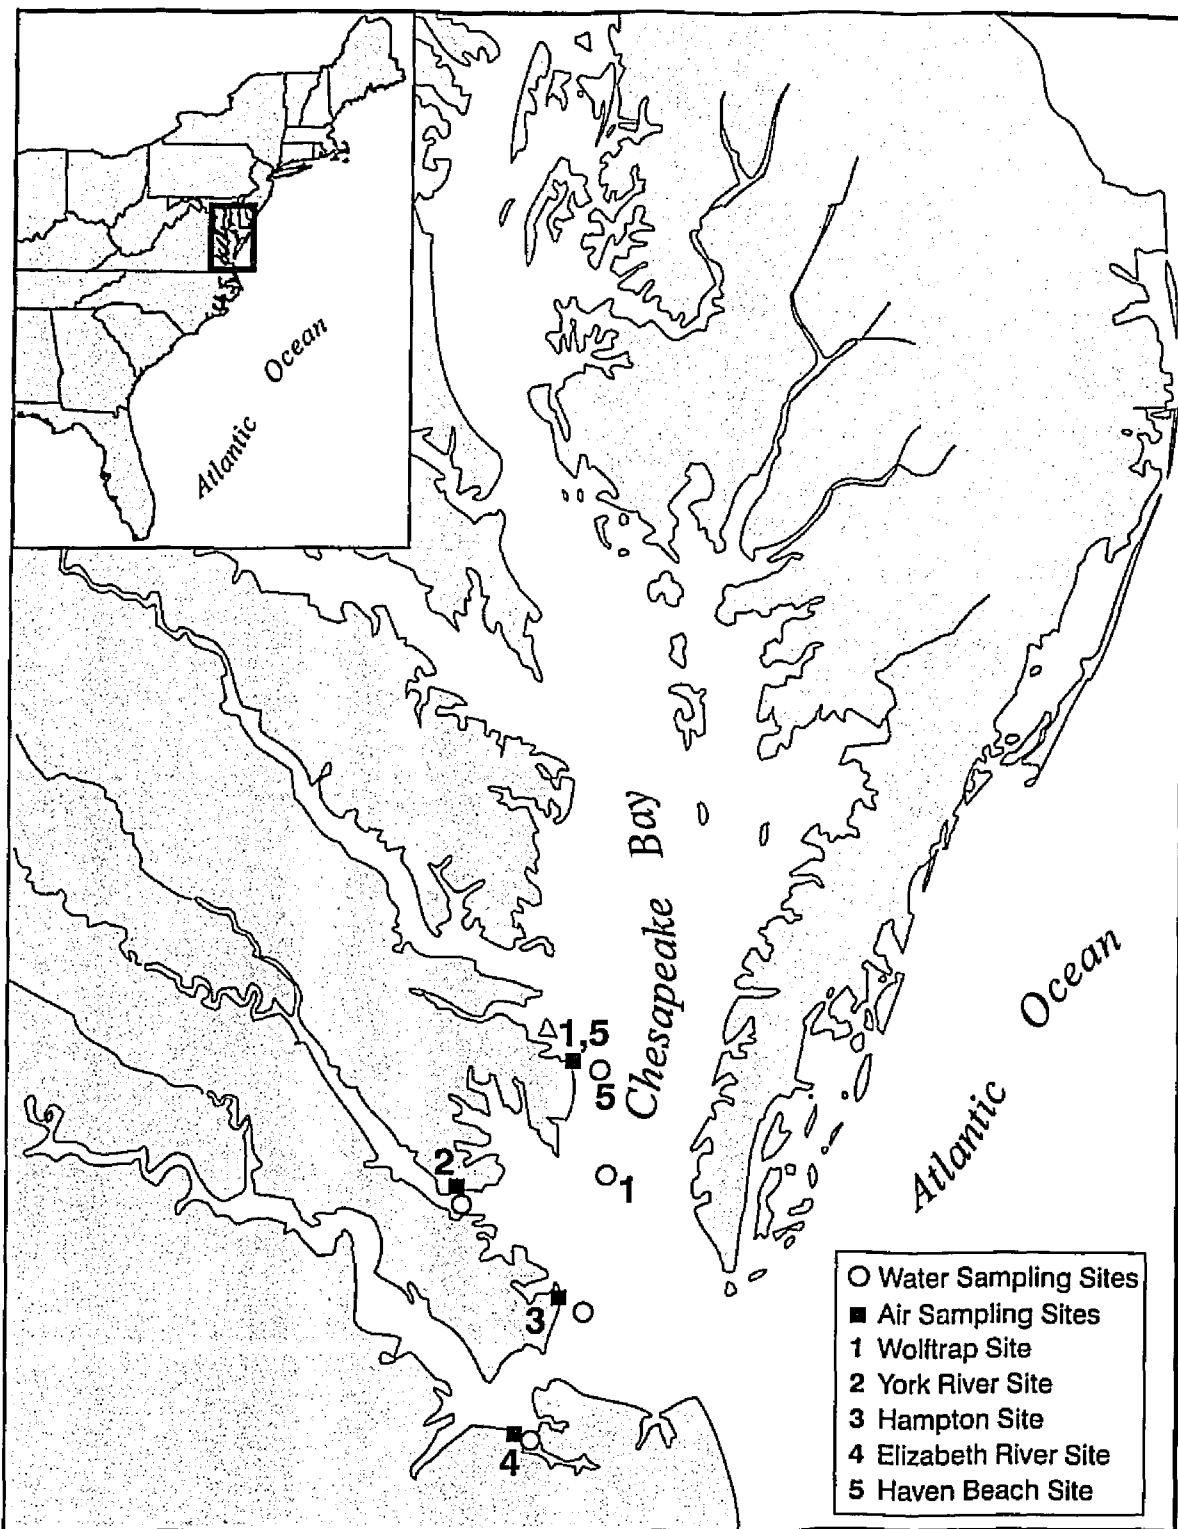 Atlantic Ocean
Chesapeake Bay
Atlantic Ocean
1,5
5
1
2
3
4
Water Sampling Sites
Air Sampling Sites
1 Wolftrap Site
2 York River Site
3 Hampton Site
4 Elizabeth River Site
5 Haven Beach Site